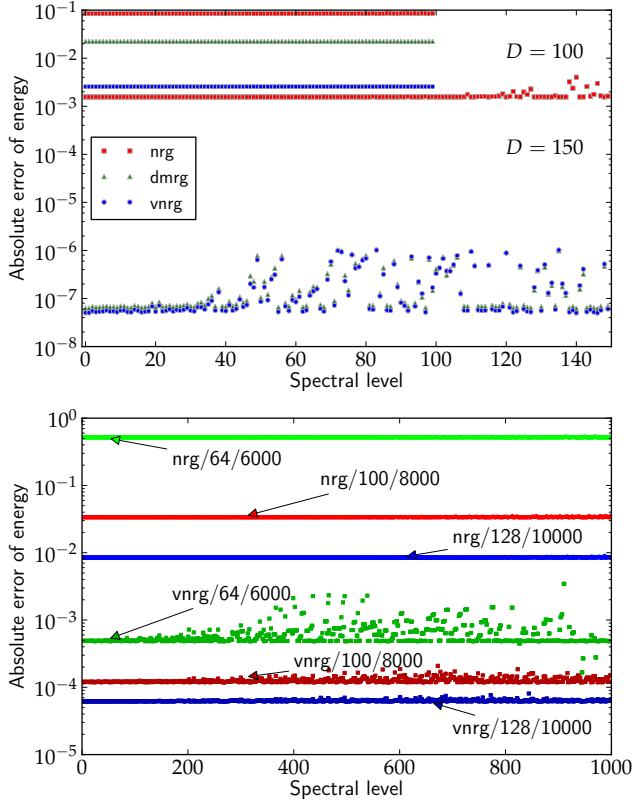 10^{-1}
10^{-2}
10^{-3}
10^{-4}
10^{-5}
10^{-6}
10^{-7}
10^{-8}
Absolute error of energy
D = 100
D = 150
nrg
dmrg
vnrg
0 20 40 60 80 100 120 140
Spectral level
10^{0}
10^{-1}
10^{-2}
10^{-3}
10^{-4}
10^{-5}
Absolute error of energy
nrg/64/6000
nrg/100/8000
nrg/128/10000
vnrg/64/6000
vnrg/100/8000
vnrg/128/10000
0 200 400 600 800 1000
Spectral level